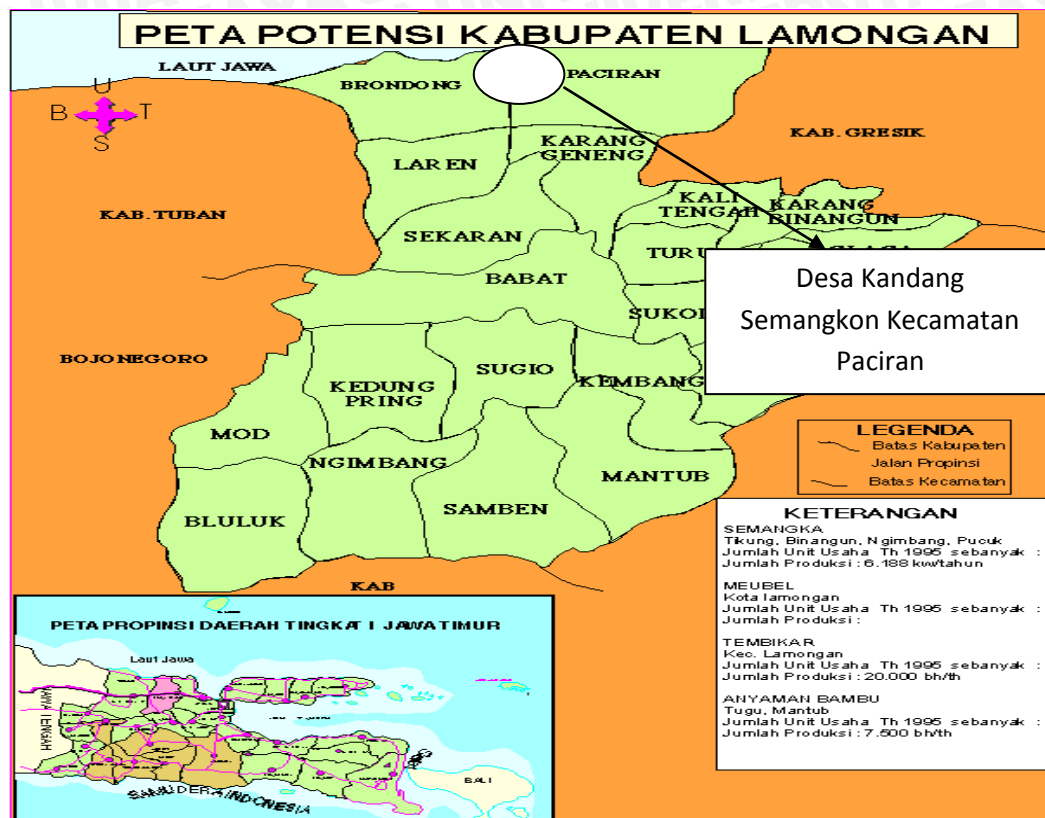 PETA POTENSI KABUPATEN LAMONGAN
LAUT JAWA
BRONDONG
PACIRAN
U
B
T
S
KAB. GRESIK
LAREN
KARANG
GENENG
KAB. TUBAN
KALI
TENGAH
KARANG
BINANGUN
SEKARAN
TURU
BABAT
SUKO
Desa Kandang
Semangkon Kecamatan
Paciran
BOJONEGORO
KEDUNG
PRING
SUGIO
KEMBANG
MOD
NGIMBANG
MANTUB
BLULUK
SAMBEN
KAB
LEGENDA
Batas Kabupaten
Jalan Propinsi
Batas Kecamatan
KETERANGAN
SEMANGKA
Tikung, Binangun, Ngimbang, Pucuk
Jumlah Unit Usaha Th 1995 sebanyak :
Jumlah Produksi : 6.188 kw/tahun
MEUBEL
Kota lamongan
Jumlah Unit Usaha Th 1995 sebanyak :
Jumlah Produksi :
TEMBIKAR
Kec. Lamongan
Jumlah Unit Usaha Th 1995 sebanyak :
Jumlah Produksi : 20.000 bh/th
ANYAMAN BAMBU
Tugu, Mantub
Jumlah Unit Usaha Th 1995 sebanyak :
Jumlah Produksi : 7.500 bh/th
PETA PROPINSI DAERAH TINGKAT I JAWA TIMUR
Laut Jawa
JAWA TENGAH
BALI
SAMUDERA INDONESIA